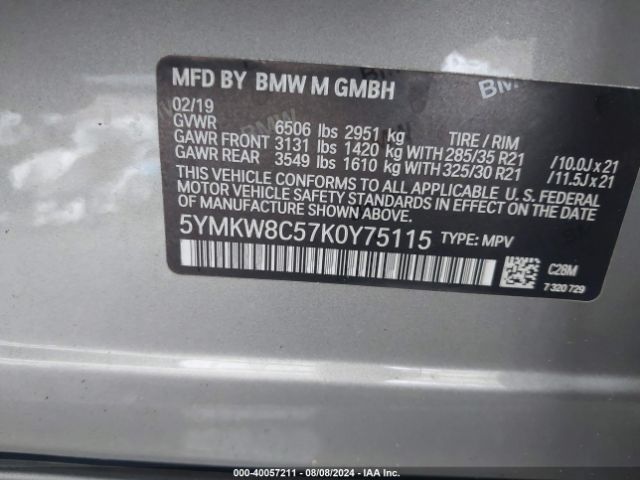 MFD BY BMW M GMBH
02/19
GVWR 6506 lbs 2951 kg TIRE / RIM
GAWR FRONT 3131 lbs 1420 kg WITH 285/35 R21 /10.0J x 21
GAWR REAR 3549 lbs 1610 kg WITH 325/30 R21 /11.5J x 21
THIS VEHICLE CONFORMS TO ALL APPLICABLE U. S. FEDERAL
MOTOR VEHICLE SAFETY STANDARDS IN EFFECT ON THE DATE
OF MANUFACTURE SHOWN ABOVE.
5YMKW8C57K0Y75115 TYPE: MPV
C28M
7 320 729
000-40057211 - 08/08/2024 - IAAI.COM